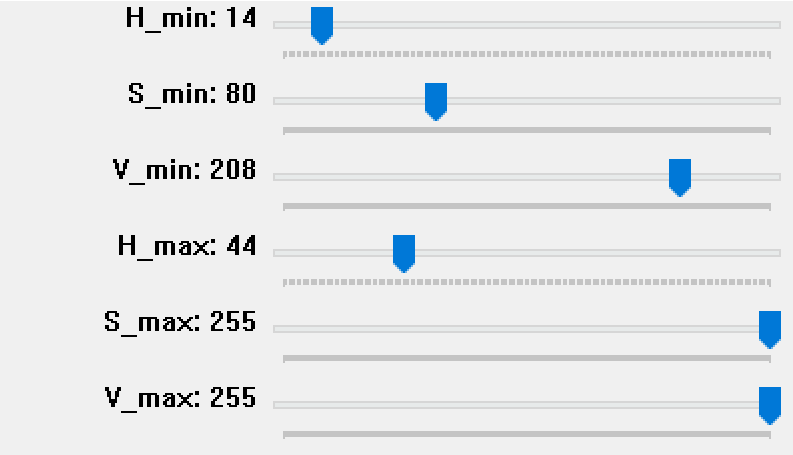 H_min: 14
S_min: 80
V_min: 208
H_max: 44
S_max: 255
V_max: 255